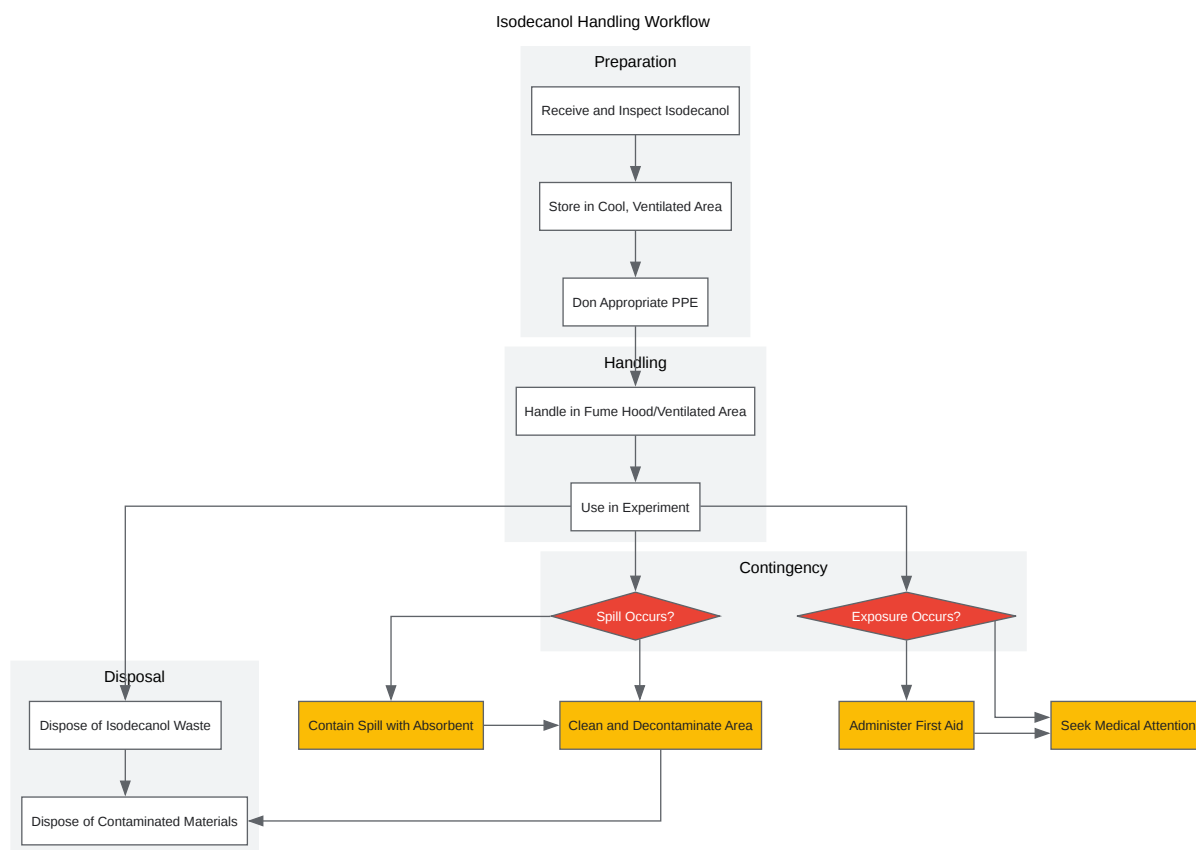 Isodecanol Handling Workflow
Preparation
Receive and Inspect Isodecanol
Store in Cool, Ventilated Area
Don Appropriate PPE
Handling
Handle in Fume Hood/Ventilated Area
Use in Experiment
Contingency
Spill Occurs?
Exposure Occurs?
Disposal
Dispose of Isodecanol Waste
Contain Spill with Absorbent
Clean and Decontaminate Area
Administer First Aid
Seek Medical Attention
Dispose of Contaminated Materials